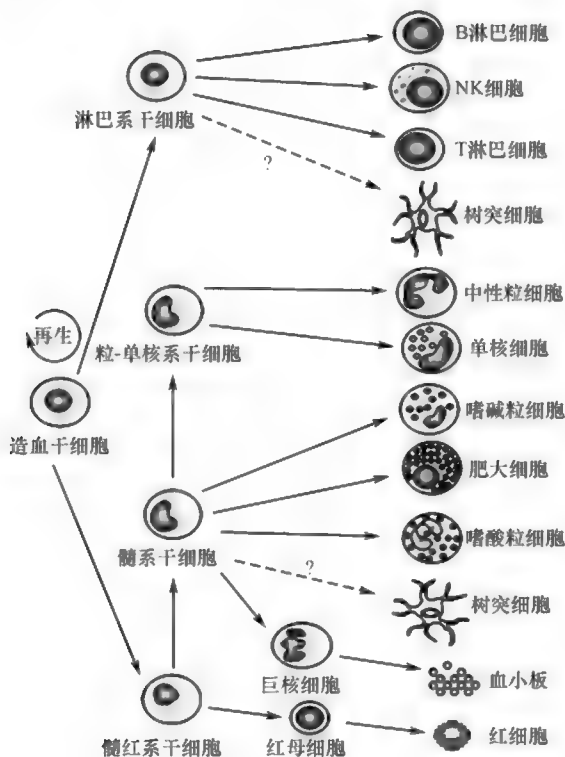 B淋巴细胞
NK细胞
淋巴系干细胞
T淋巴细胞
?
树突细胞
中性粒细胞
再生
粒-单核系干细胞
单核细胞
嗜碱粒细胞
造血干细胞
肥大细胞
嗜酸粒细胞
髓系干细胞
?
树突细胞
巨核细胞
血小板
髓红系干细胞
红母细胞
红细胞